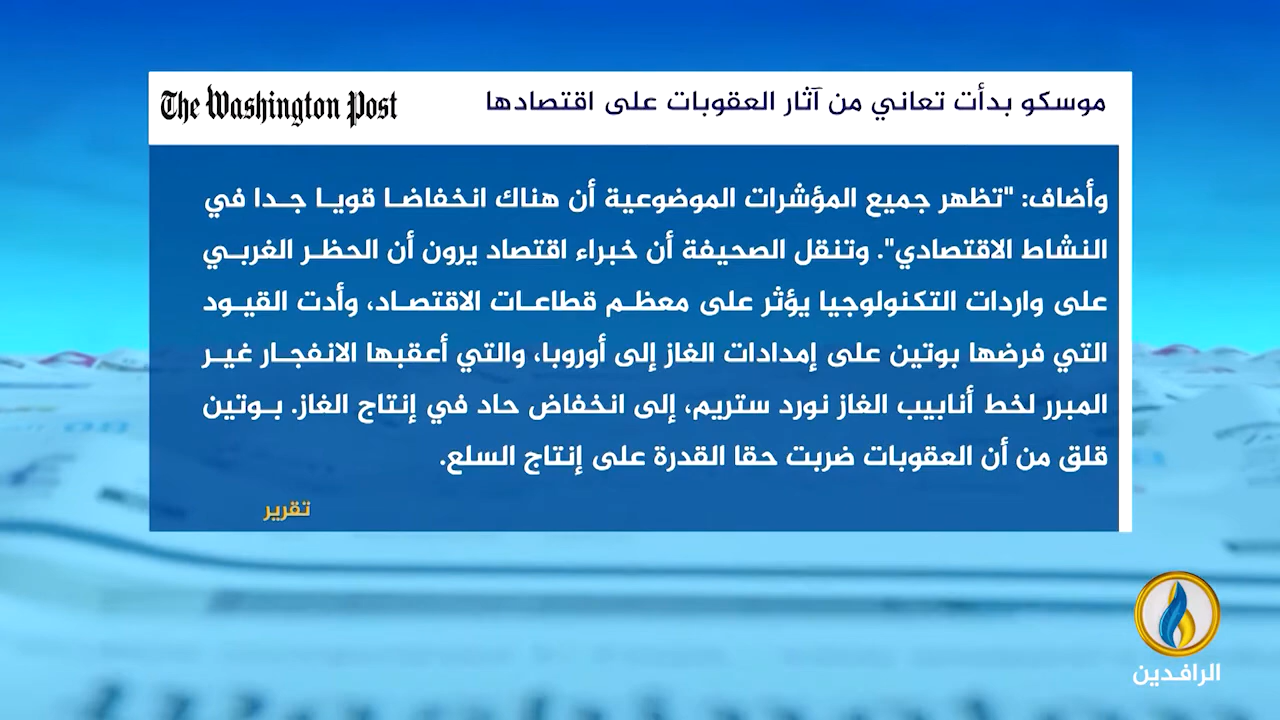 The Washington Post
موسكو بدأت تعاني من آثار العقوبات على اقتصادها
وأضاف: "تظهر جميع المؤشرات الموضوعية أن هناك انخفاضا قويا جدا في
النشاط الاقتصادي". وتنقل الصحيفة أن خبراء اقتصاد يرون أن الحظر الغربي
على واردات التكنولوجيا يؤثر على معظم قطاعات الاقتصاد، وأدت القيود
التي فرضها بوتين على إمدادات الغاز إلى أوروبا، والتي أعقبها الانفجار غير
المبرر لخط أنابيب الغاز نورد ستريم، إلى انخفاض حاد في إنتاج الغاز. بوتين
قلق من أن العقوبات ضربت حقا القدرة على إنتاج السلع.
تقرير
الرافدين